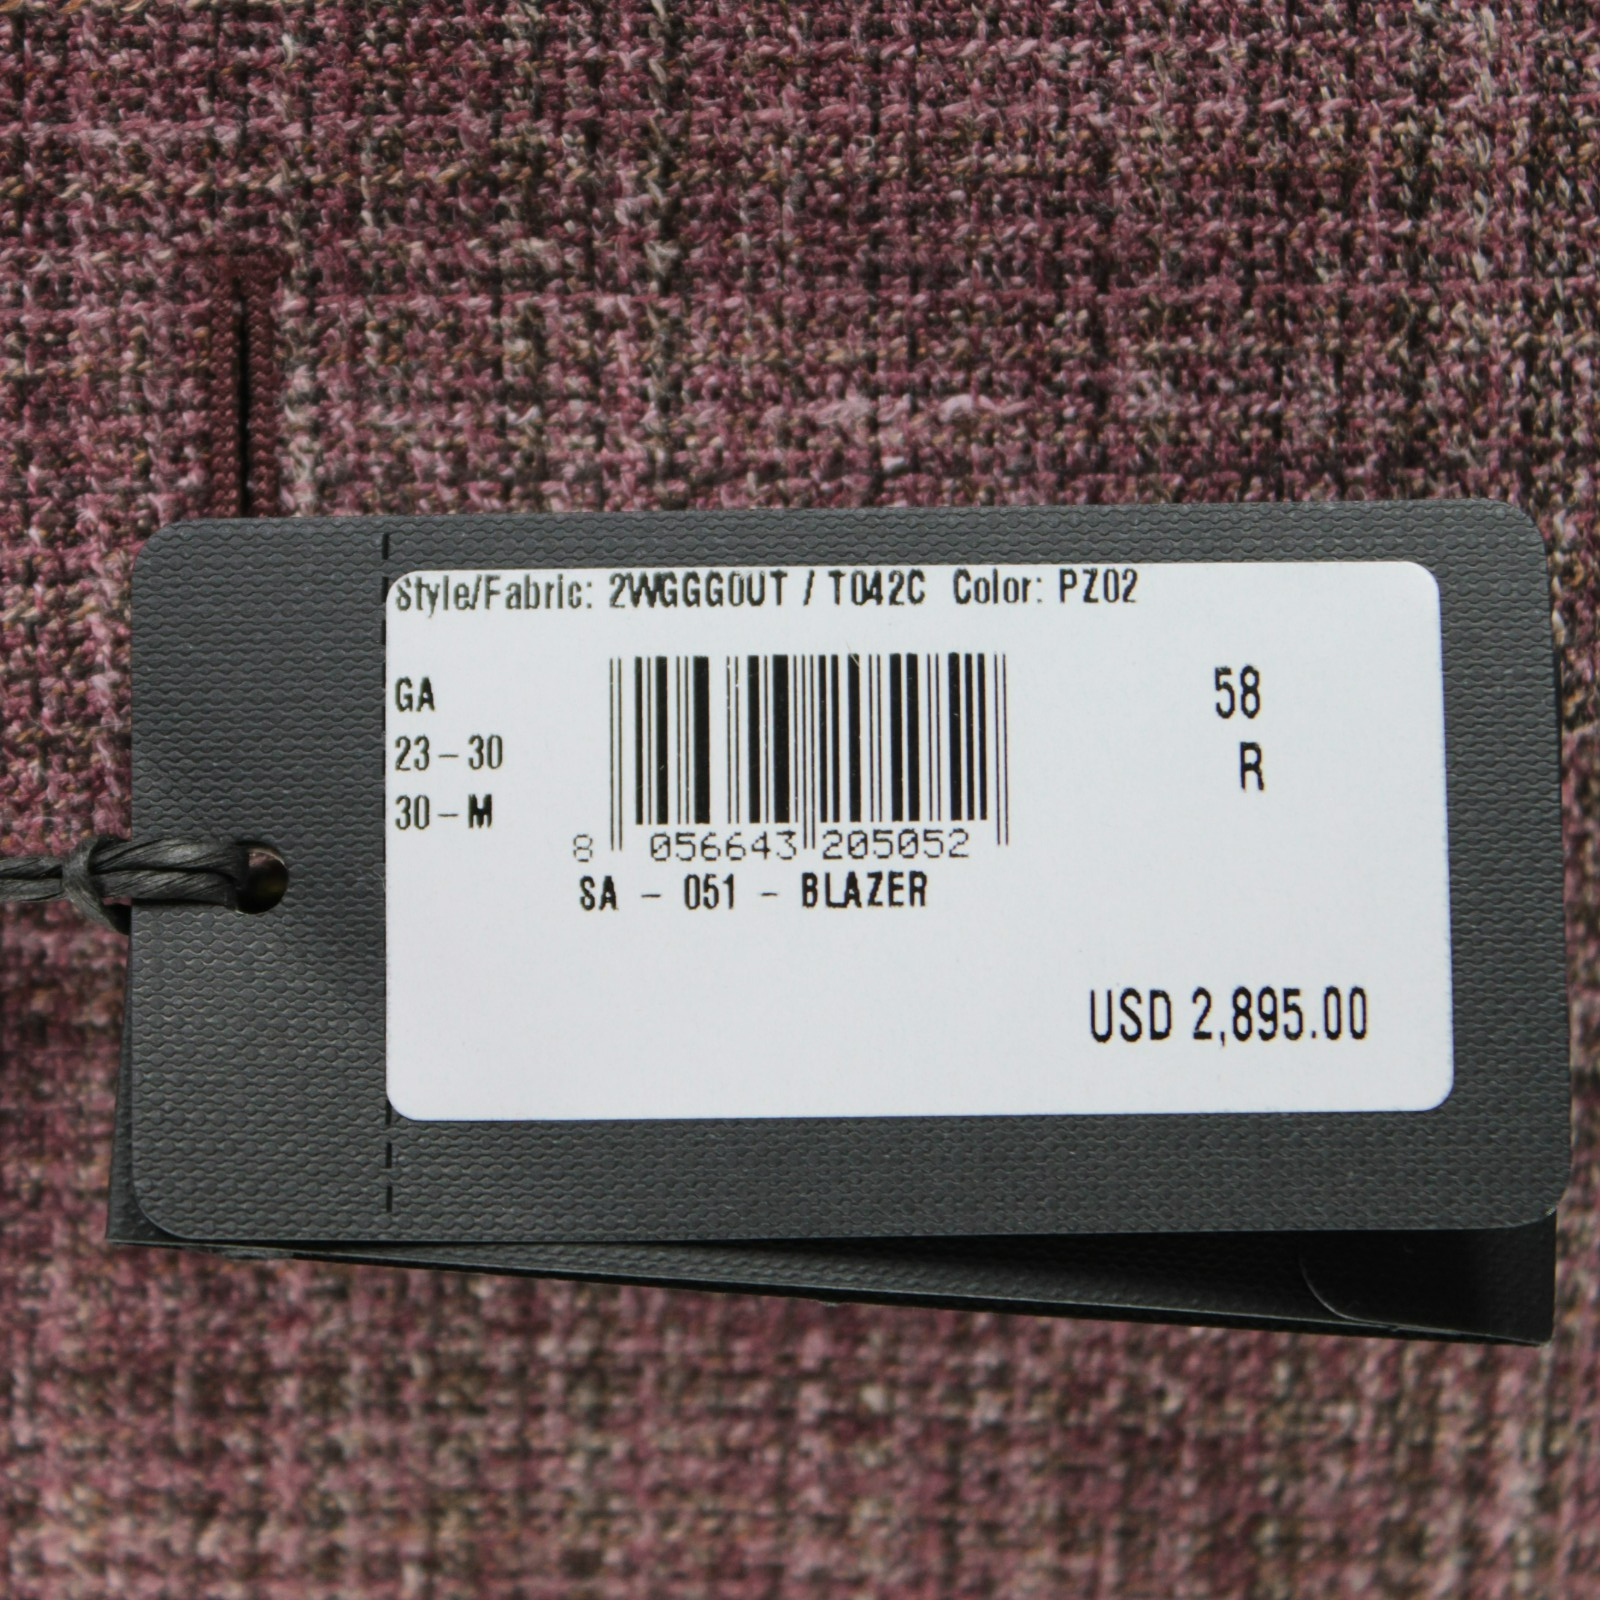 Style/Fabric: 2WGGG0UT / T042C Color: PZ02
GA
23 - 30
30 - M
58
R
8 056643 205052
SA - 051 - BLAZER
USD 2,895.00